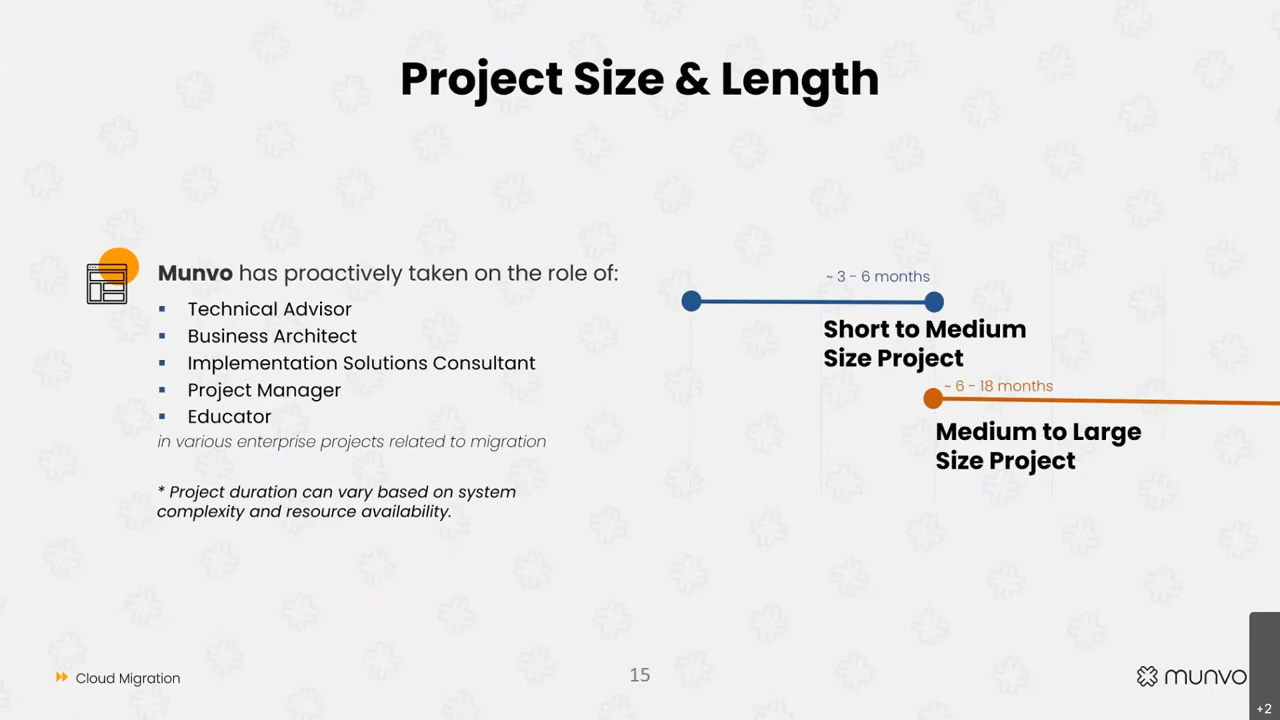 Project Size & Length
Munvo has proactively taken on the role of:
▪ Technical Advisor
▪ Business Architect
▪ Implementation Solutions Consultant
▪ Project Manager
▪ Educator
in various enterprise projects related to migration
* Project duration can vary based on system
complexity and resource availability.
~ 3 - 6 months
Short to Medium
Size Project
~ 6 - 18 months
Medium to Large
Size Project
Cloud Migration
15
munvo
+2